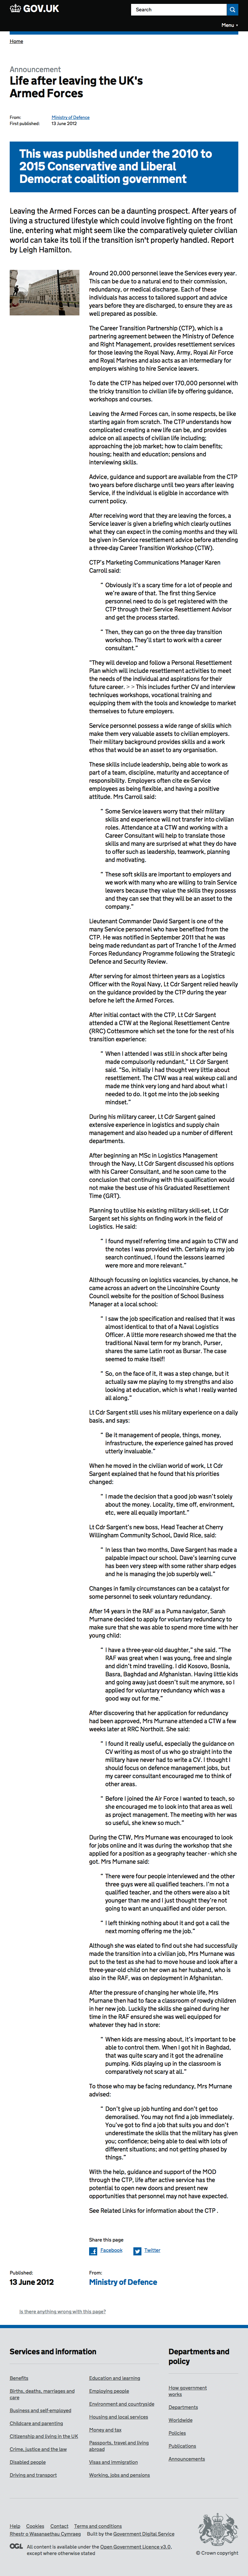 GOV.UK
Search
Menu
Home
Announcement
Life after leaving the UK's
Armed Forces
From: Ministry of Defence
First published: 13 June 2012
This was published under the 2010 to
2015 Conservative and Liberal
Democrat coalition government
Leaving the Armed Forces can be a daunting prospect. After years of
living a structured lifestyle which could involve fighting on the front
line, entering what might seem like the comparatively quieter civilian
world can take its toll if the transition isn't properly handled. Report
by Leigh Hamilton.
Around 20,000 personnel leave the Services every year.
This can be due to a natural end to their commission,
redundancy, or medical discharge. Each of these
individuals has access to tailored support and advice
years before they are discharged, to ensure they are as
well prepared as possible.
The Career Transition Partnership (CTP), which is a
partnering agreement between the Ministry of Defence
and Right Management, provides resettlement services
for those leaving the Royal Navy, Army, Royal Air Force
and Royal Marines and also acts as an intermediary for
employers wishing to hire Service leavers.
To date the CTP has helped over 170,000 personnel with
the tricky transition to civilian life by offering guidance,
workshops and courses.
Leaving the Armed Forces can, in some respects, be like
starting again from scratch. The CTP understands how
complicated creating a new life can be, and provides
advice on all aspects of civilian life including;
approaching the job market; how to claim benefits;
housing; health and education; pensions and
interviewing skills.
Advice, guidance and support are available from the CTP
two years before discharge until two years after leaving
Service, if the individual is eligible in accordance with
current policy.
After receiving word that they are leaving the forces, a
Service leaver is given a briefing which clearly outlines
what they can expect in the coming months and they will
be given in-Service resettlement advice before attending
a three-day Career Transition Workshop (CTW).
CTP's Marketing Communications Manager Karen
Carroll said:
“ Obviously it's a scary time for a lot of people and
we're aware of that. The first thing Service
personnel need to do is get registered with the
CTP through their Service Resettlement Advisor
and get the process started.
“ Then, they can go on the three day transition
workshop. They'll start to work with a career
consultant.”
“They will develop and follow a Personal Resettlement
Plan which will include resettlement activities to meet
the individual's needs and aspirations for their
future career. > > This includes further CV and interview
techniques workshops, vocational training and
equipping them with the tools and knowledge to market
themselves to future employers.
Service personnel possess a wide range of skills which
make them very valuable assets to civilian employers.
Their military background provides skills and a work
ethos that would be an asset to any organisation.
These skills include leadership, being able to work as
part of a team, discipline, maturity and acceptance of
responsibility. Employers often cite ex-Service
employees as being flexible, and having a positive
attitude. Mrs Carroll said:
“ Some Service leavers worry that their military
skills and experience will not transfer into civilian
roles. Attendance at a CTW and working with a
Career Consultant will help to translate those
skills and many are surprised at what they do have
to offer such as leadership, teamwork, planning
and motivating.
“ These soft skills are important to employers and
we work with many who are willing to train Service
leavers because they value the skills they possess
and they can see that they will be an asset to the
company.”
Lieutenant Commander David Sargent is one of the
many Service personnel who have benefited from the
CTP. He was notified in September 2011 that he was
being made redundant as part of Tranche 1 of the Armed
Forces Redundancy Programme following the Strategic
Defence and Security Review.
After serving for almost thirteen years as a Logistics
Officer with the Royal Navy, Lt Cdr Sargent relied heavily
on the guidance provided by the CTP during the year
before he left the Armed Forces.
After initial contact with the CTP, Lt Cdr Sargent
attended a CTW at the Regional Resettlement Centre
(RRC) Cottesmore which set the tone for the rest of his
transition experience:
“ When I attended I was still in shock after being
made compulsorily redundant,” Lt Cdr Sargent
said. “So, initially I had thought very little about
resettlement. The CTW was a real wakeup call and
made me think very long and hard about what I
needed to do. It set me on the job seeking
mindset.”
During his military career, Lt Cdr Sargent gained
extensive experience in logistics and supply chain
management and also headed up a number of different
departments.
After beginning an MSc in Logistics Management
through the Navy, Lt Cdr Sargent discussed his options
with his Career Consultant, and he soon came to the
conclusion that gaining this qualification would help him
make the best use of his Graduated Resettlement
Time (GRT).
Planning to utilise his existing military skill-set, Lt Cdr
Sargent set his sights on finding work in the field of
Logistics. He said:
“ I found myself referring time and again to CTW and
the notes I was provided with. Certainly as my job
search continued, I found the lessons learned
were more and more relevant.”
Although focussing on logistics vacancies, by chance, he
came across an advert on the Lincolnshire County
Council website for the position of School Business
Manager at a local school:
“ I saw the job specification and realised that it was
almost identical to that of a Naval Logistics
Officer. A little more research showed me that the
traditional Naval term for my branch, Purser,
shares the same Latin root as Bursar. The case
seemed to make itself!
“ So, on the face of it, it was a step change, but it
actually saw me playing to my strengths and also
looking at education, which is what I really
wanted to do.”
Lt Cdr Sargent still uses his military experience on a daily
basis, and says:
“ Be it management of people, things, money,
infrastructure, the experience gained has proved
utterly invaluable.”
When he moved in the civilian world of work, Lt Cdr
Sargent explained that he found that his priorities
changed:
“ I made the decision that a good job wasn't solely
about the money. Locality, time off, environment,
etc, were all equally important.”
Lt Cdr Sargent's new boss, Head Teacher at Cherry
Willingham Community School, David Rice, said:
“ In less than two months, Dave Sargent has made a
palpable impact on our school. Dave's learning curve
has been very steep with some rather sharp edges
and he is managing the job superbly well.”
Changes in family circumstances can be a catalyst for
some personnel to seek voluntary redundancy.
After 14 years in the RAF as a Puma navigator, Sarah
Murnane decided to apply for voluntary redundancy to
make sure that she was able to spend more time with her
young child:
“ I have a three-year-old daughter,” she said. “The
RAF was great when I was young, free and single
and didn't mind travelling. I did Kosovo, Bosnia,
Basra, Baghdad and Afghanistan. Having little kids
and going away just doesn't suit me anymore, so I
applied for voluntary redundancy which was a
good way out for me.”
After discovering that her application for redundancy
had been approved, Mrs Murnane attended a CTW a few
weeks later at RRC Northolt. She said:
“ I found it really useful, especially the guidance on
CV writing as most of us who go straight into the
military have never had to write a CV. I thought I
should focus on defence management jobs, but
my career consultant encouraged me to think of
other areas.
“ Before I joined the Air Force I wanted to teach, so
she encouraged me to look into that area as well
as project management. The meeting with her was
so useful, she knew so much.”
During the CTW, Mrs Murnane was encouraged to look
for jobs online and it was during the workshop that she
applied for a position as a geography teacher - which she
got. Mrs Murnane said:
“ There were four people interviewed and the other
three guys were all qualified teachers. I'm not a
qualified teacher, and the others were also a bit
younger than me and I just thought they're not
going to want an unqualified and older person.
“ I left thinking nothing about it and got a call the
next morning offering me the job.”
Although she was elated to find out she had successfully
made the transition into a civilian job, Mrs Murnane was
put to the test as she had to move house and look after a
three-year-old child on her own as her husband, who is
also in the RAF, was on deployment in Afghanistan.
After the pressure of changing her whole life, Mrs
Murnane then had to face a classroom of rowdy children
in her new job. Luckily the skills she gained during her
time in the RAF ensured she was well equipped for
whatever they had in store:
“ When kids are messing about, it's important to be
able to control them. When I got hit in Baghdad,
that was quite scary and it got the adrenaline
pumping. Kids playing up in the classroom is
comparatively not scary at all.”
To those who may be facing redundancy, Mrs Murnane
advised:
“ Don't give up job hunting and don't get too
demoralised. You may not find a job immediately.
You've got to think about how to sell yourself and
the multitude of skills that the military has given
you; confidence; being able to deal with lots of
different situations; and not getting phased by
things.”
With the help, guidance and support of the MOD
through the CTP, life after active service has the
potential to open doors and present new
opportunities that personnel may not have expected.
See Related Links for information about the CTP .
Share this page
Facebook Twitter
Published: From:
13 June 2012 Ministry of Defence
Is there anything wrong with this page?
Services and information
Benefits
Births, deaths, marriages and
care
Business and self-employed
Childcare and parenting
Citizenship and living in the UK
Crime, justice and the law
Disabled people
Driving and transport
Education and learning
Employing people
Environment and countryside
Housing and local services
Money and tax
Passports, travel and living
abroad
Visas and immigration
Working, jobs and pensions
Departments and
policy
How government
works
Departments
Worldwide
Policies
Publications
Announcements
Help Cookies Contact Terms and conditions
Rhestr o Wasanaethau Cymraeg Built by the Government Digital Service
OGL All content is available under the Open Government Licence v3.0,
except where otherwise stated
© Crown copyright